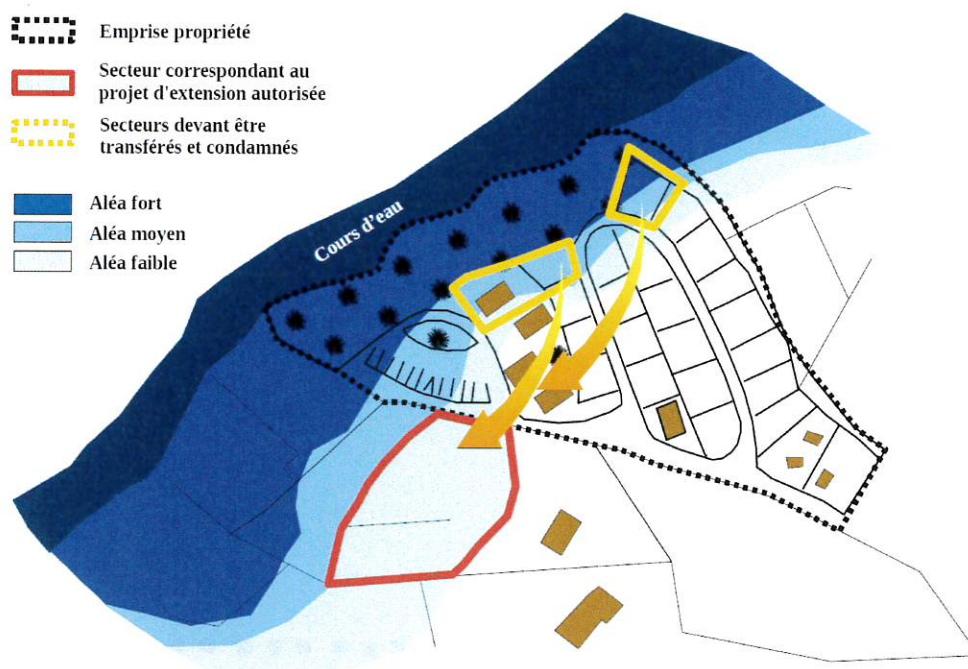 Emprise propriété
Secteur correspondant au
projet d'extension autorisée
Secteurs devant être
transférés et condamnés
Aléa fort
Aléa moyen
Aléa faible
Cours d'eau